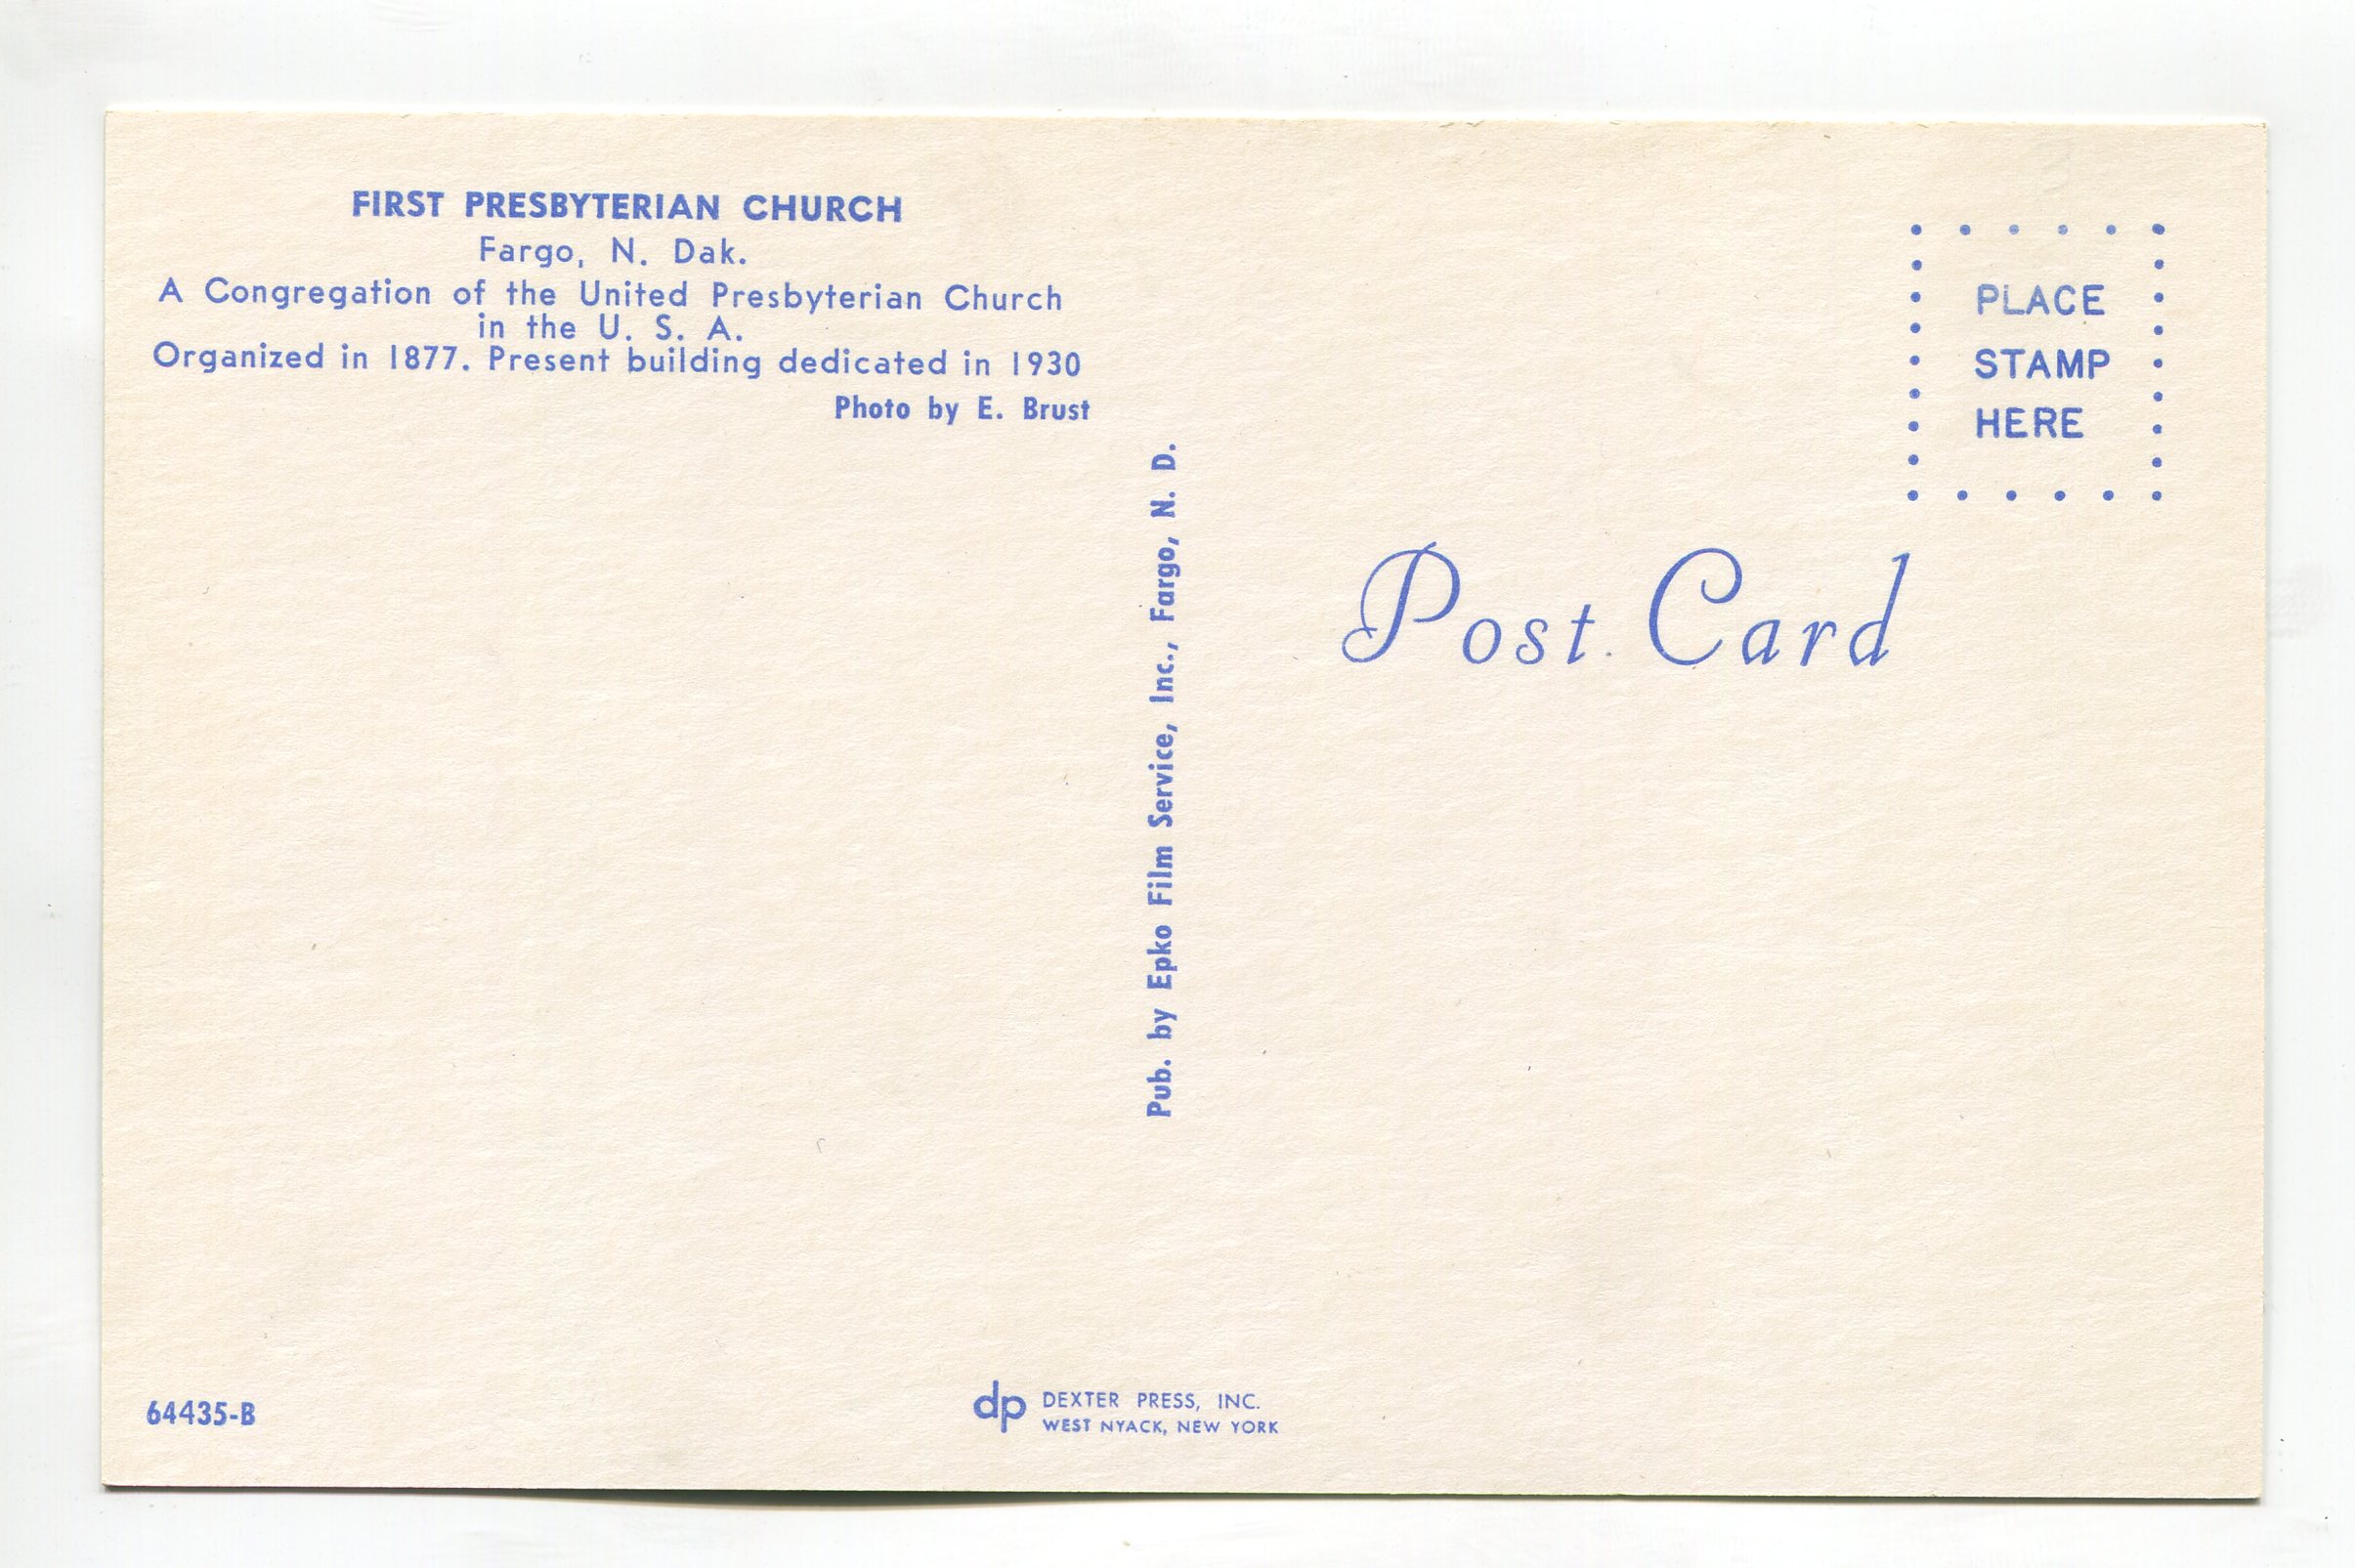 FIRST PRESBYTERIAN CHURCH
Fargo, N. Dak.
A Congregation of the United Presbyterian Church
in the U. S. A.
Organized in 1877. Present building dedicated in 1930
Photo by E. Brust
Pub. by Epko Film Service, Inc., Fargo, N. D.
PLACE
STAMP
HERE
Post Card
64435-B
dp
DEXTER PRESS, INC.
WEST NYACK, NEW YORK